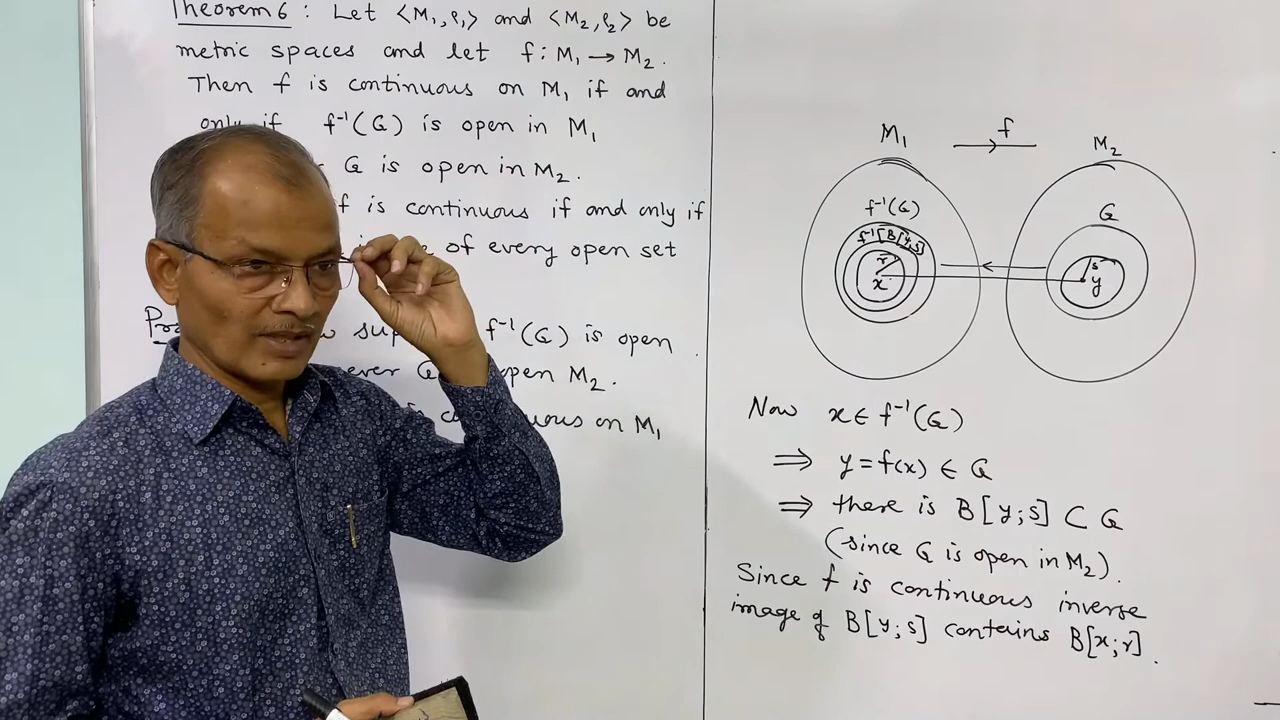 Theorem 6 : Let <M₁, ρ₁> and <M₂, ρ₂> be
metric spaces and let f : M₁ → M₂.
Then f is continuous on M₁ if and
only if f⁻¹(G) is open in M₁
G is open in M₂.
f is continuous if and only if
of every open set
f⁻¹(G) is open
open M₂.
on M₁
M₁ f M₂
f⁻¹(G) G
f⁻¹[B[y;s]]
r s
x y
Now x ∈ f⁻¹(G)
⇒ y = f(x) ∈ G
⇒ there is B[y;s] ⊂ G
(since G is open in M₂).
Since f is continuous inverse
image of B[y;s] contains B[x;r].